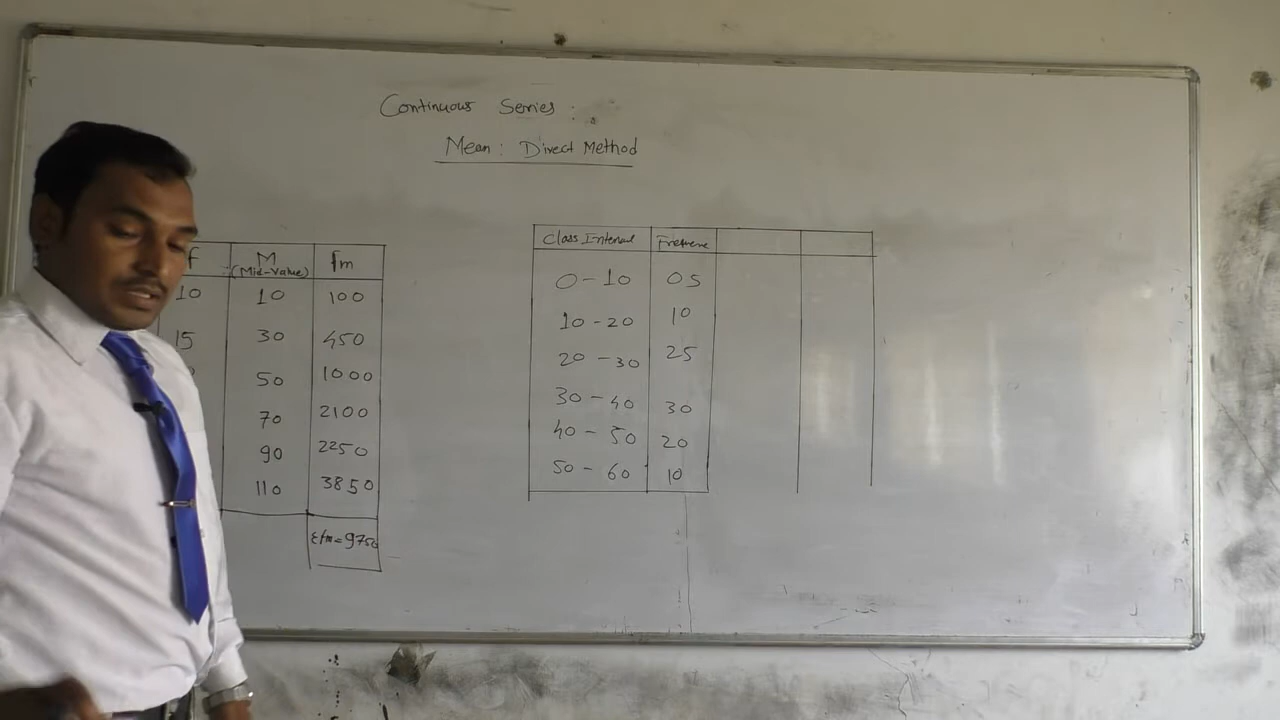 Continuous Series :
Mean : Direct Method
f M (Mid-Value) fm
10 10 100
15 30 450
50 1000
70 2100
90 2250
110 3850
Σfm = 9750
Class Interval
0 - 10 05
10 - 20 10
20 - 30 25
30 - 40 30
40 - 50 20
50 - 60 10